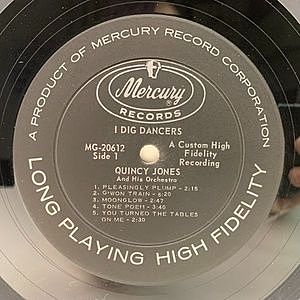 A PRODUCT OF MERCURY RECORD CORPORATION
Mercury
RECORDS
I DIG DANCERS
MG-20612
Side 1
A Custom High
Fidelity
Recording
QUINCY JONES
And His Orchestra
1. PLEASINGLY PLUMP - 2:15
2. G'WON TRAIN - 6:20
3. MOONGLOW - 2:47
4. TONE POEM - 3:40
5. YOU TURNED THE TABLES
ON ME - 2:30
LONG PLAYING HIGH FIDELITY